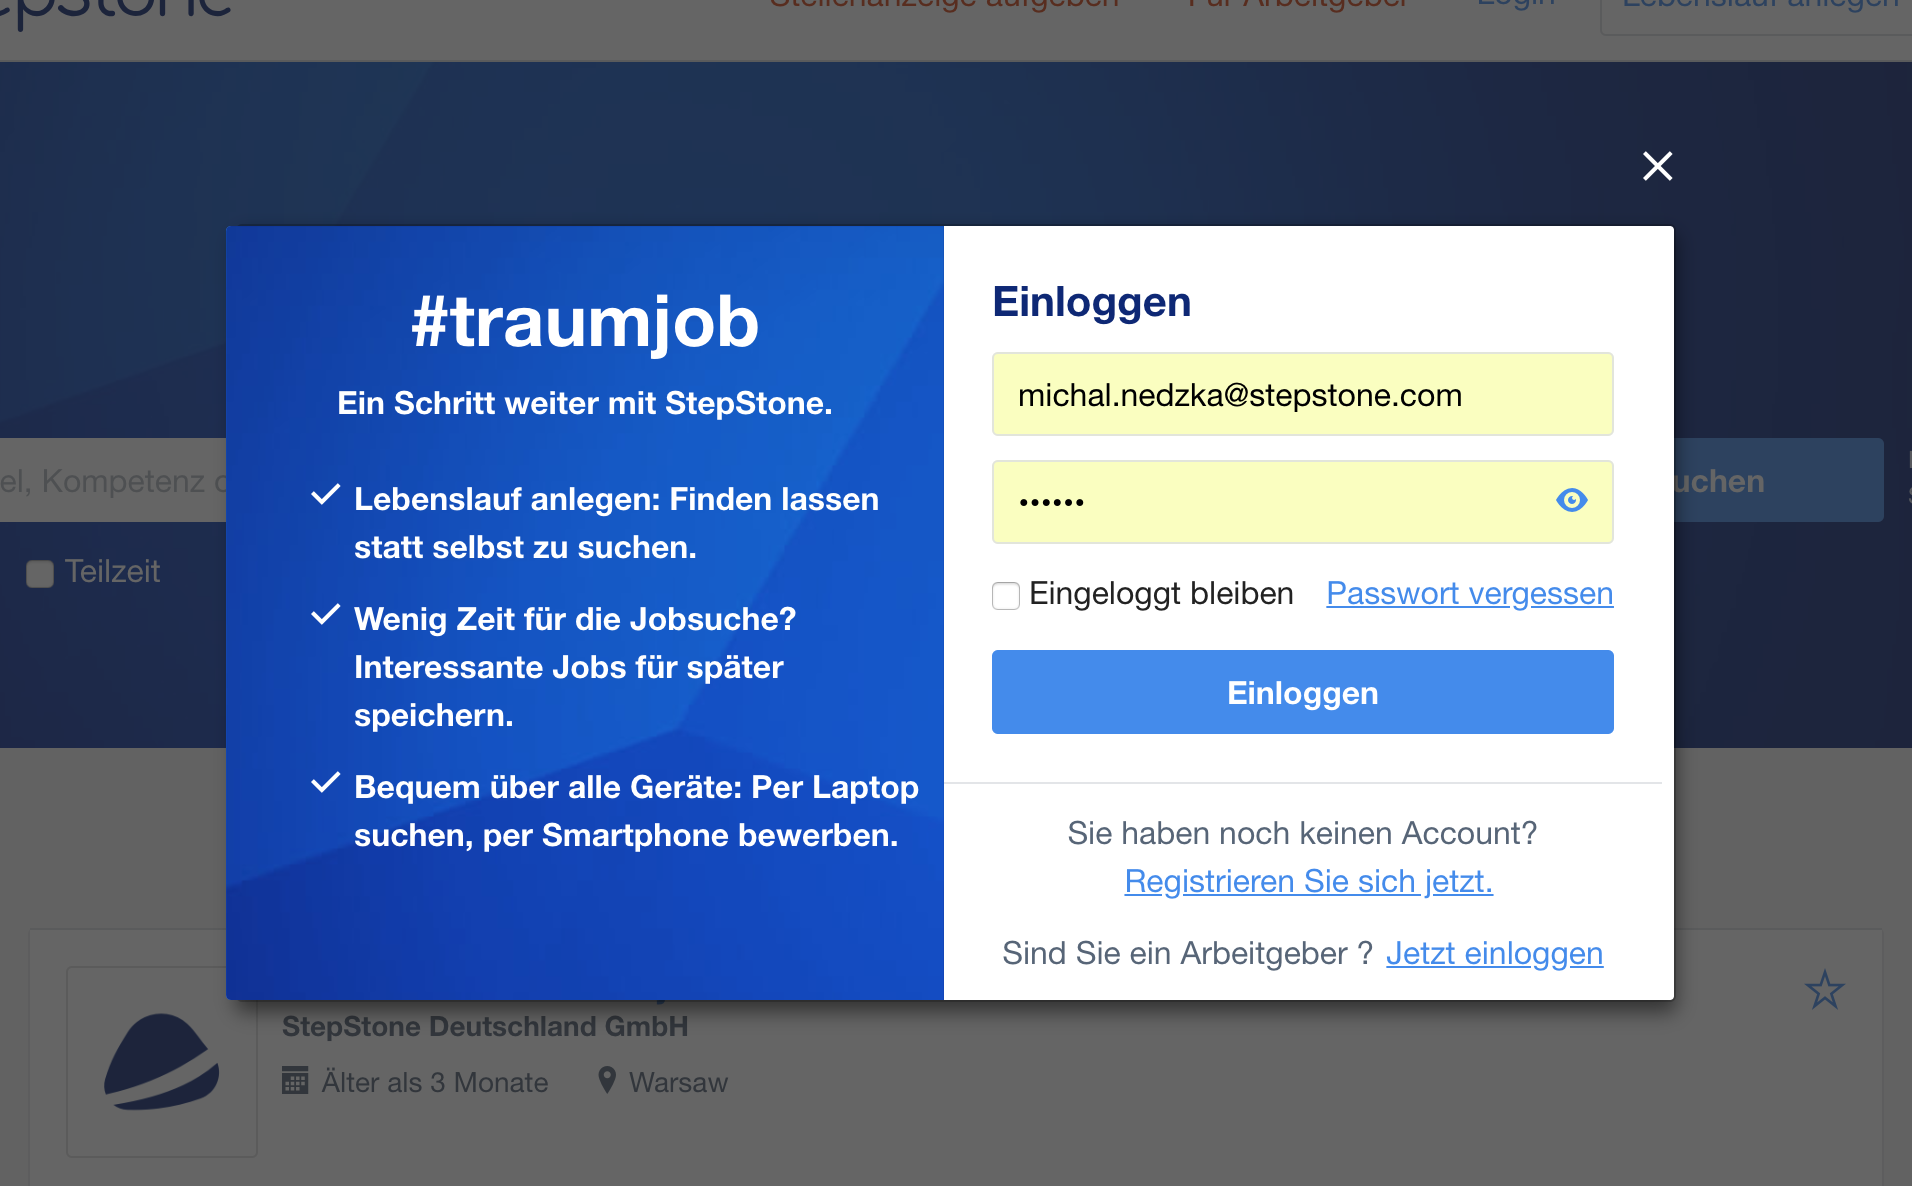 Stellenanzeige aufgeben
Für Arbeitgeber
Login
Lebenslauf anlegen
#traumjob
Ein Schritt weiter mit StepStone.
Lebenslauf anlegen: Finden lassen
statt selbst zu suchen.
Wenig Zeit für die Jobsuche?
Interessante Jobs für später
speichern.
Bequem über alle Geräte: Per Laptop
suchen, per Smartphone bewerben.
Einloggen
michal.nedzka@stepstone.com
••••••
Eingeloggt bleiben
Passwort vergessen
Einloggen
Sie haben noch keinen Account?
Registrieren Sie sich jetzt.
Sind Sie ein Arbeitgeber ? Jetzt einloggen
el, Kompetenz
uchen
Teilzeit
StepStone Deutschland GmbH
Älter als 3 Monate
Warsaw